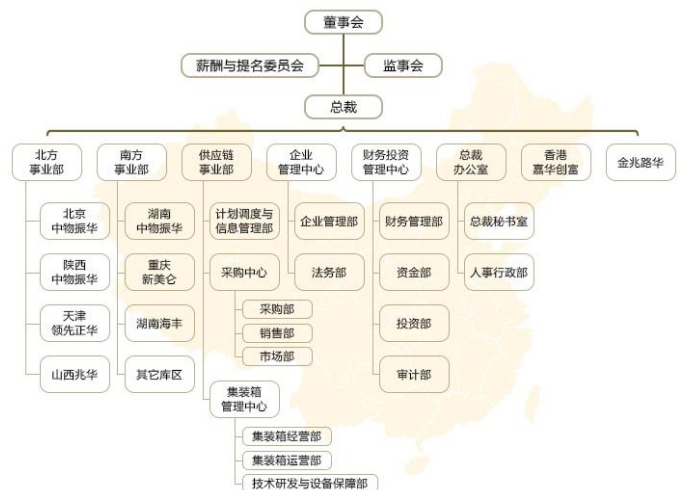 董事会
薪酬与提名委员会
监事会
总裁
北方
事业部
南方
事业部
供应链
事业部
企业
管理中心
财务投资
管理中心
总裁
办公室
香港
嘉华创富
金兆路华
北京
中物振华
陕西
中物振华
天津
领先正华
山西兆华
湖南
中物振华
重庆
新美仑
湖南海丰
其它库区
计划调度与
信息管理部
采购中心
采购部
销售部
市场部
集装箱
管理中心
集装箱经营部
集装箱运营部
技术研发与设备保障部
企业管理部
法务部
财务管理部
资金部
投资部
审计部
总裁秘书室
人事行政部